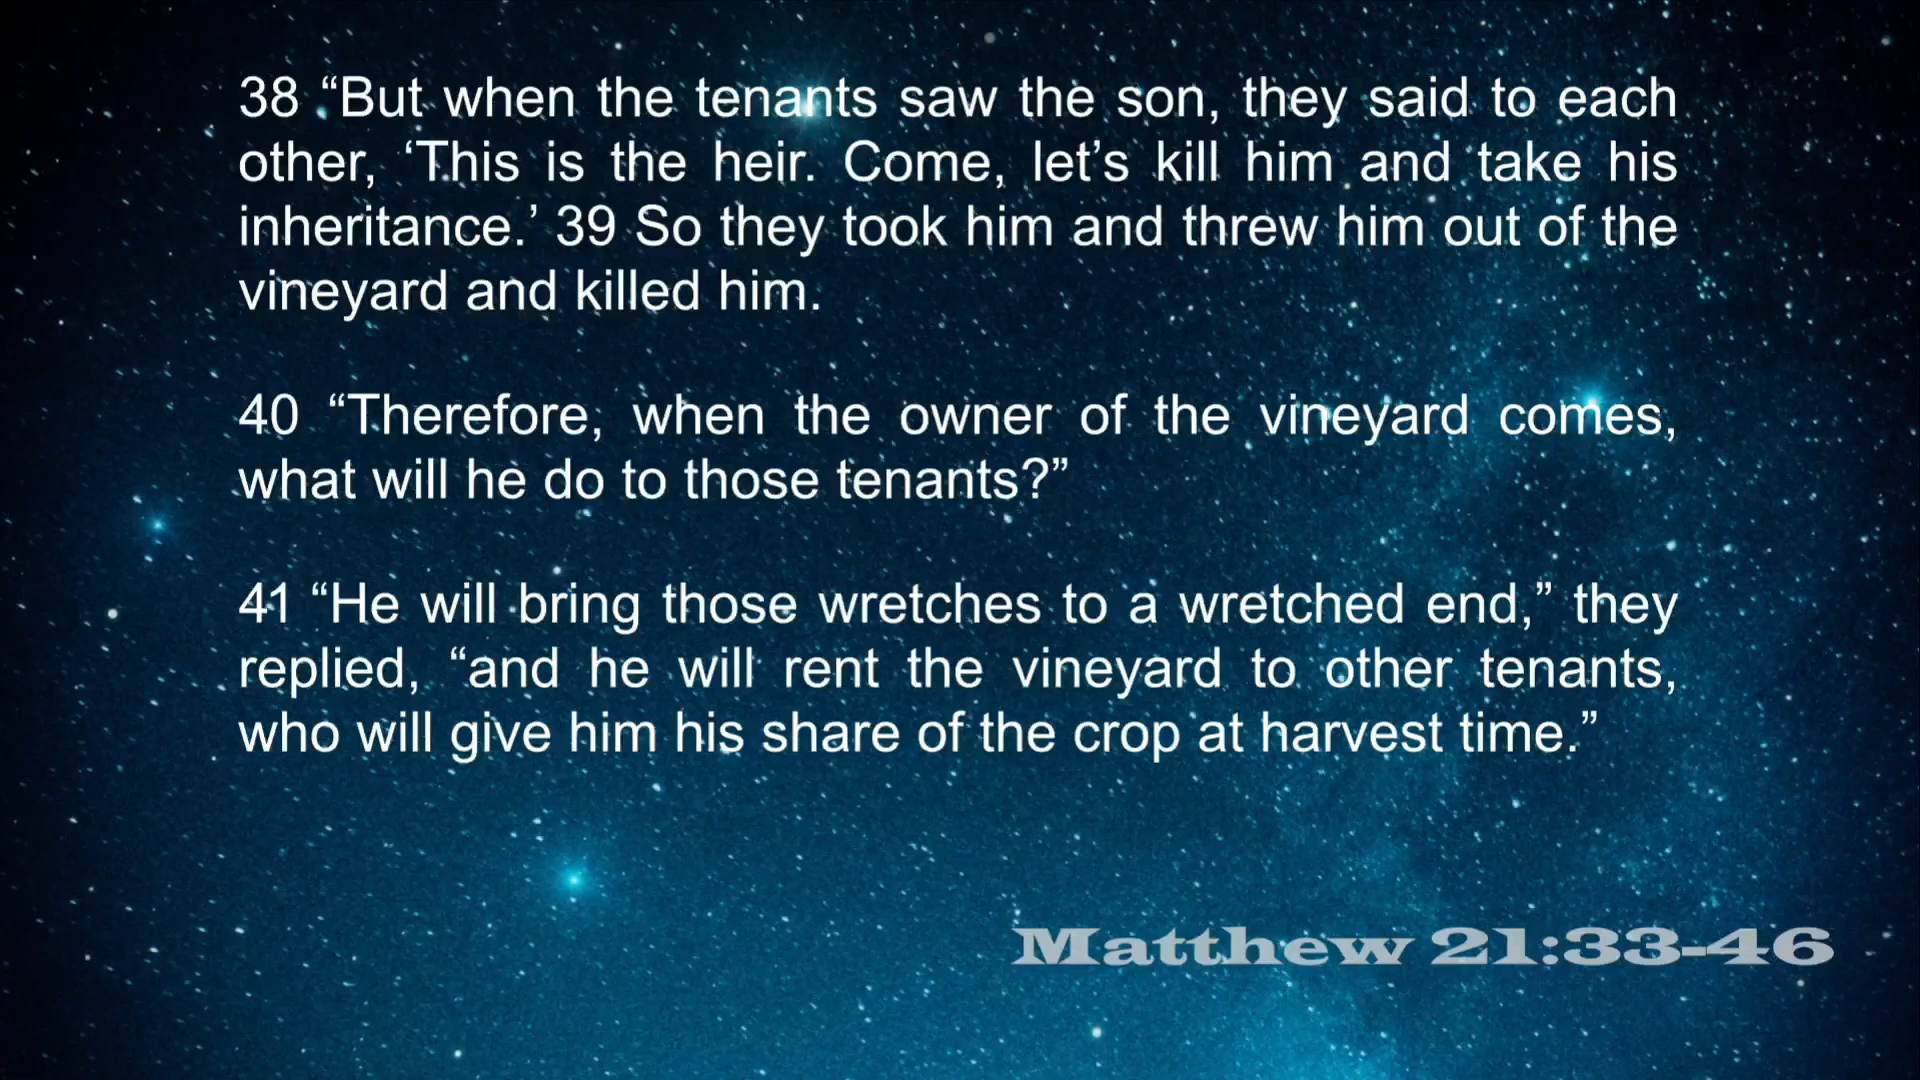 38 “But when the tenants saw the son, they said to each
other, ‘This is the heir. Come, let’s kill him and take his
inheritance.’ 39 So they took him and threw him out of the
vineyard and killed him.
40 “Therefore, when the owner of the vineyard comes,
what will he do to those tenants?”
41 “He will bring those wretches to a wretched end,” they
replied, “and he will rent the vineyard to other tenants,
who will give him his share of the crop at harvest time.”
Matthew 21:33-46